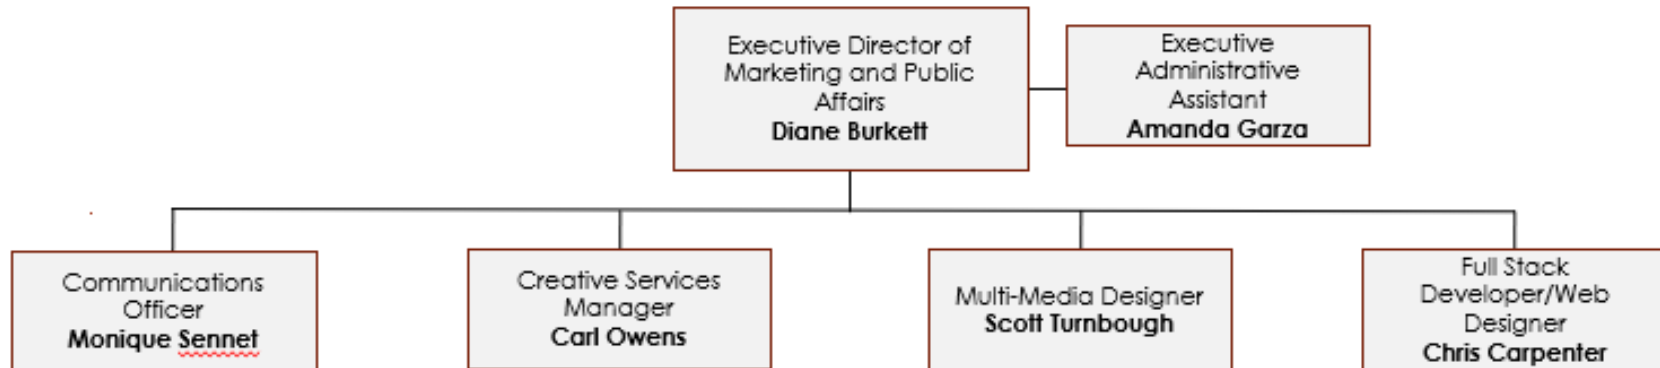 Executive Director of
Marketing and Public
Affairs
Diane Burkett
Executive
Administrative
Assistant
Amanda Garza
Communications
Officer
Monique Sennet
Creative Services
Manager
Carl Owens
Multi-Media Designer
Scott Turnbough
Full Stack
Developer/Web
Designer
Chris Carpenter